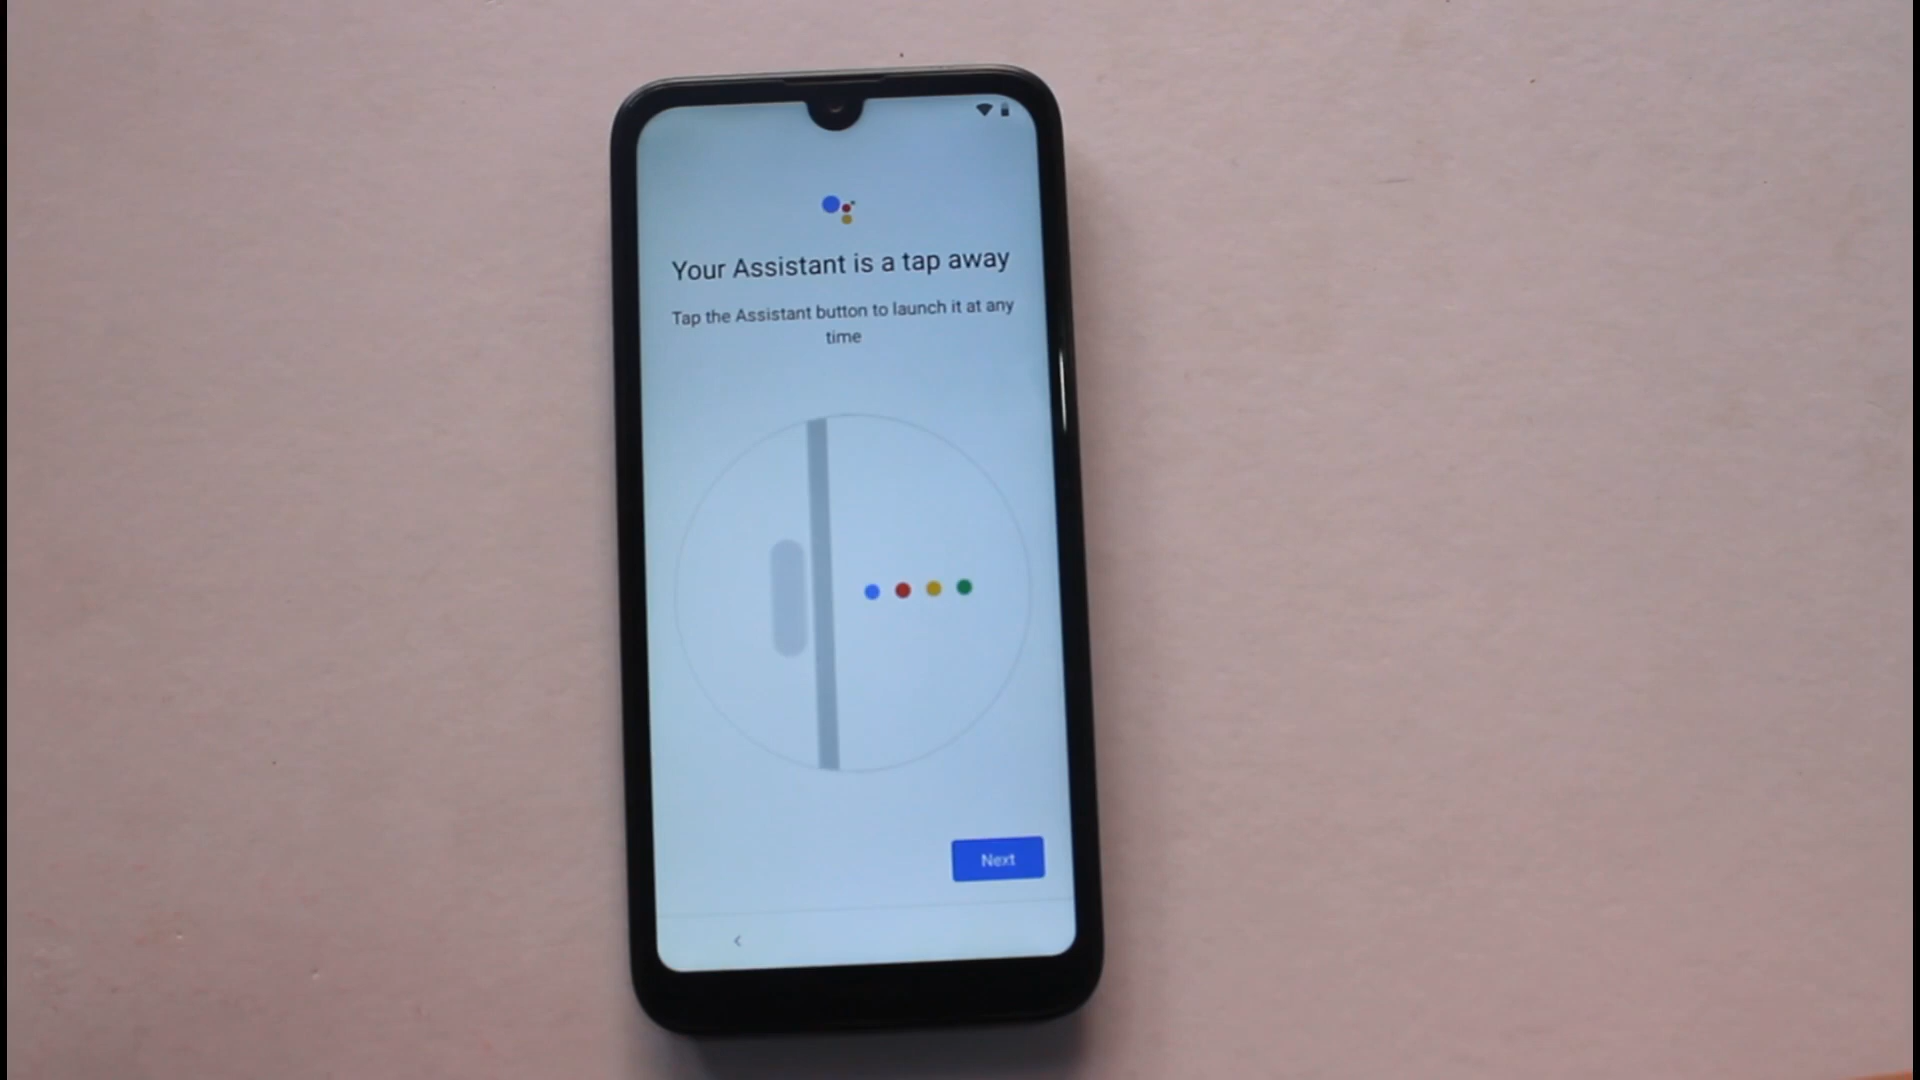 Your Assistant is a tap away
Tap the Assistant button to launch it at any
time
Next